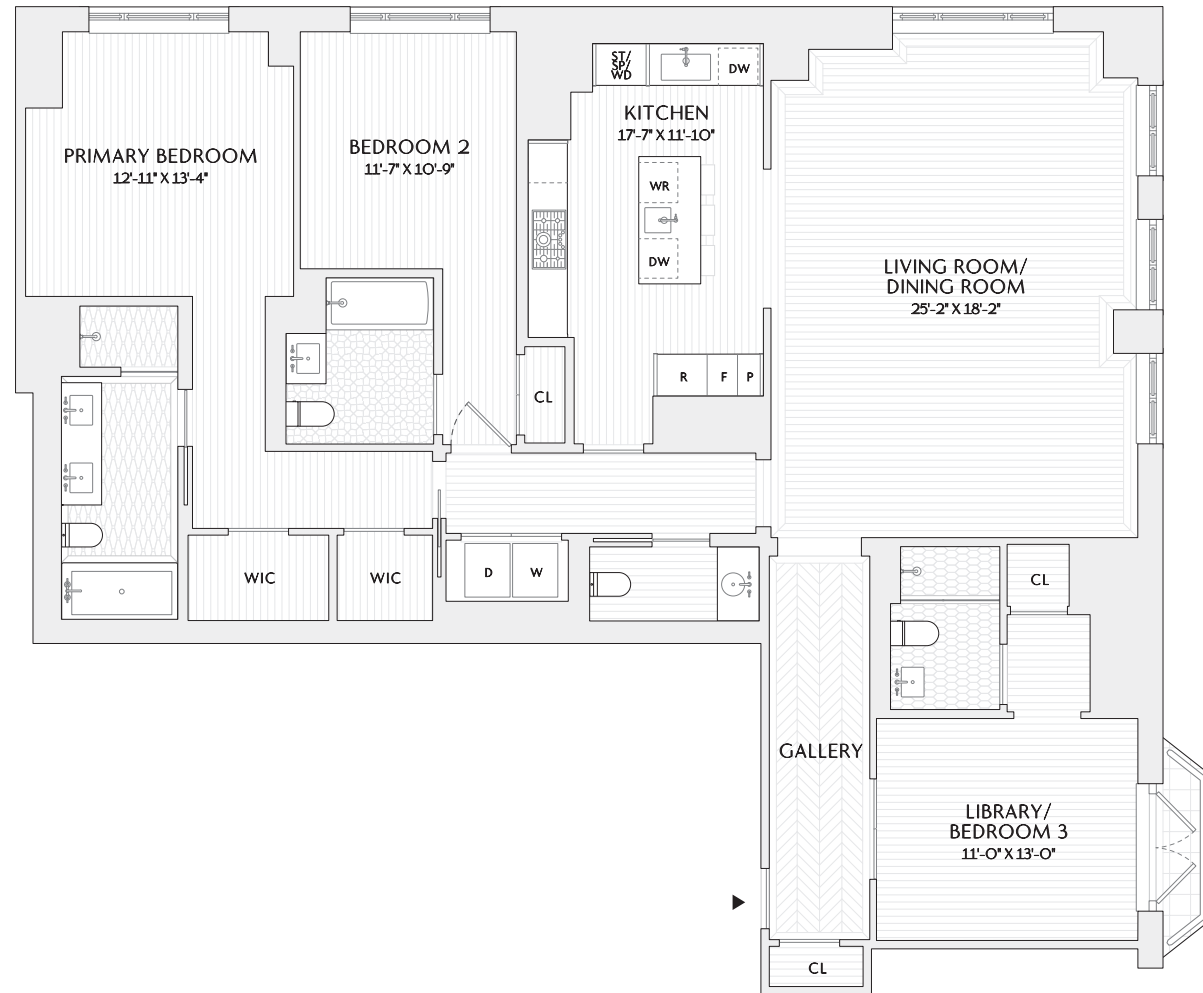 ST/
SP/
WD
DW
KITCHEN
17'-7" X 11'-10"
PRIMARY BEDROOM
12'-11" X 13'-4"
BEDROOM 2
11'-7" X 10'-9"
WR
DW
LIVING ROOM/
DINING ROOM
25'-2" X 18'-2"
R
F
P
CL
WIC
WIC
D
W
CL
GALLERY
LIBRARY/
BEDROOM 3
11'-0" X 13'-0"
CL